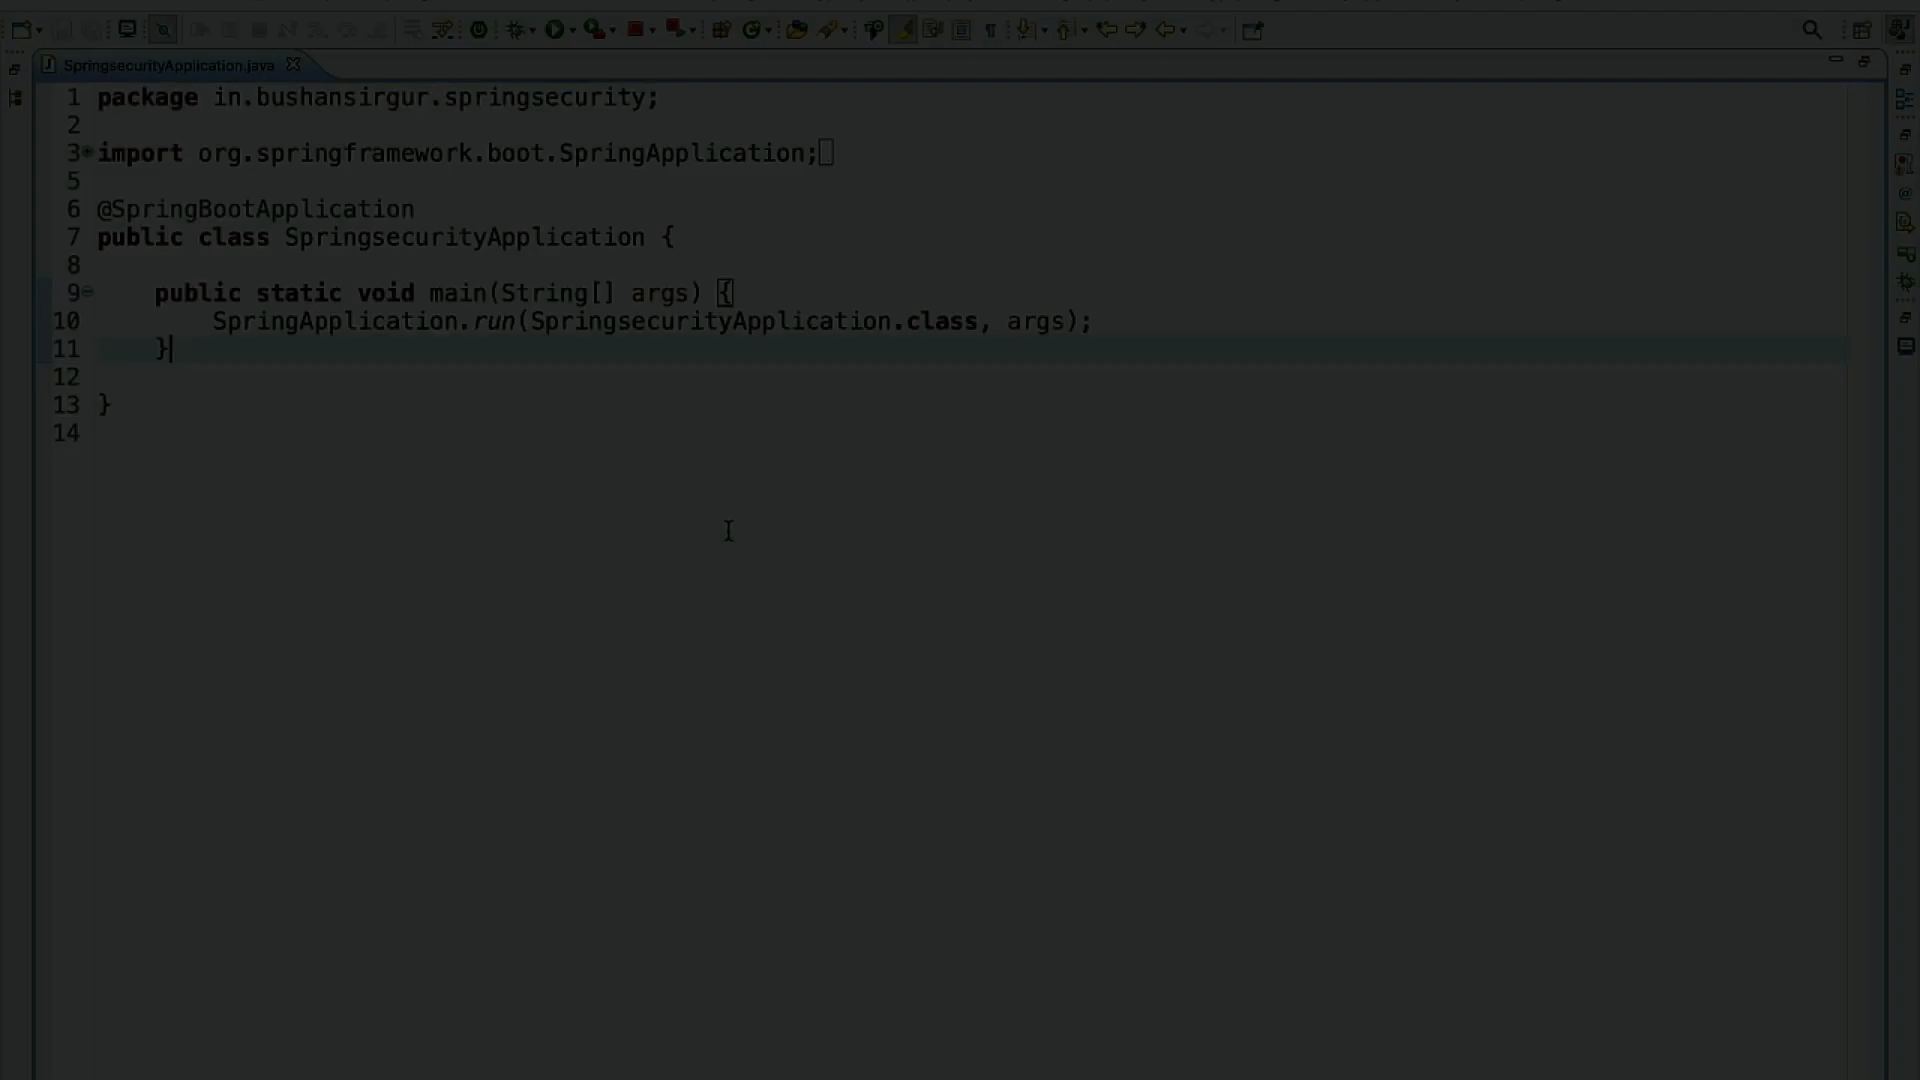 SpringsecurityApplication.java
1 package in.bushansirgur.springsecurity;
2
3 import org.springframework.boot.SpringApplication;
5
6 @SpringBootApplication
7 public class SpringsecurityApplication {
8
9 public static void main(String[] args) {
10 SpringApplication.run(SpringsecurityApplication.class, args);
11 }
12
13 }
14